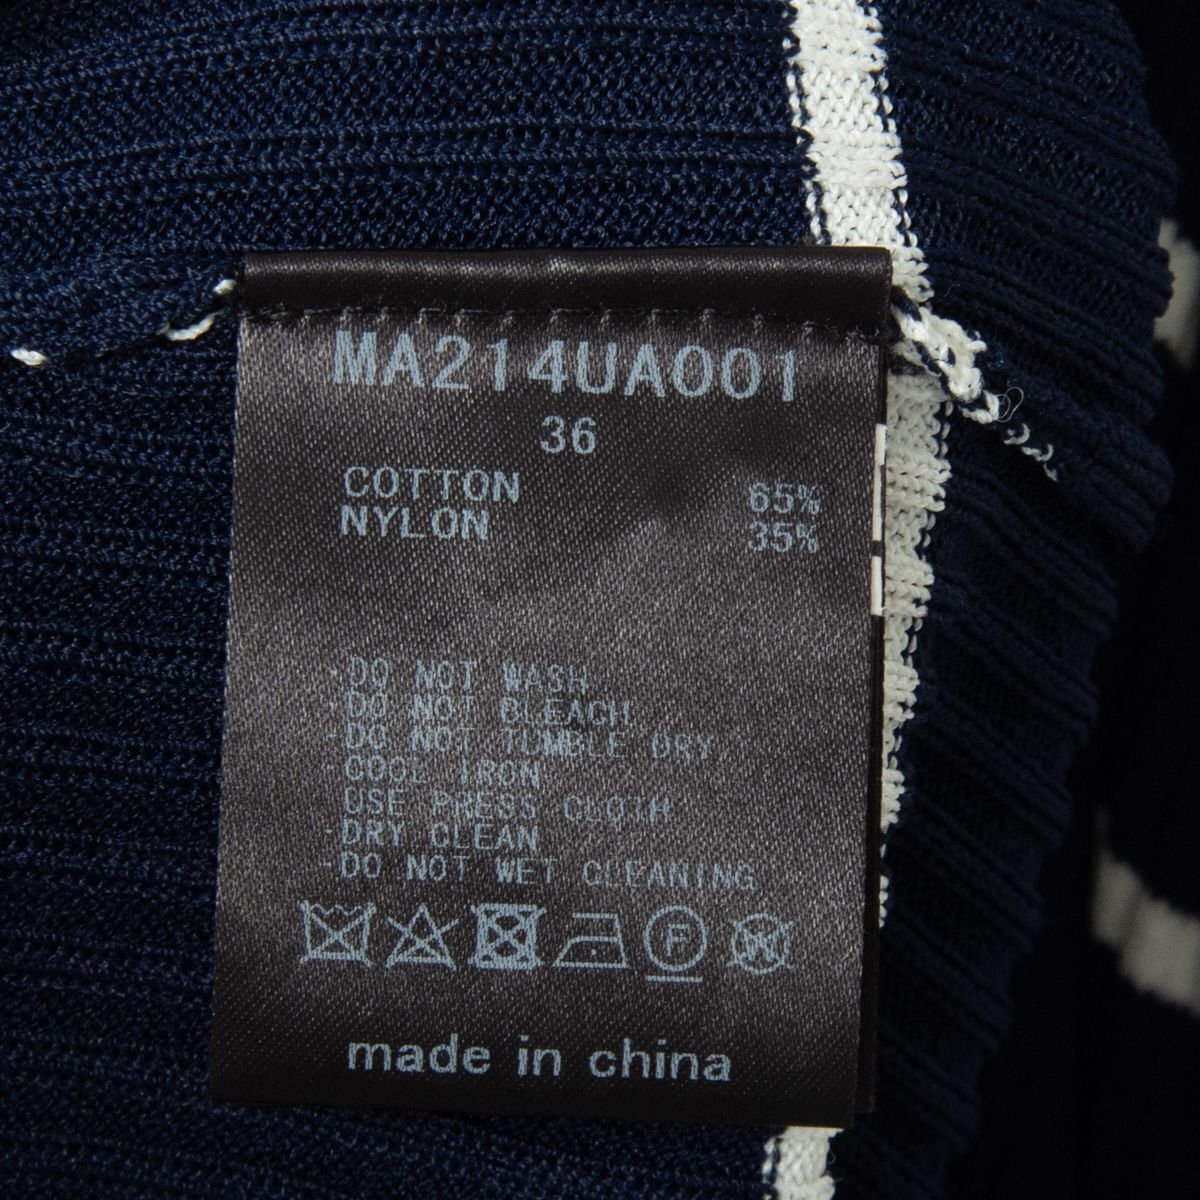 MA214UA001
36
COTTON 65%
NYLON 35%
·DO NOT WASH
·DO NOT BLEACH
·DO NOT TUMBLE DRY
·COOL IRON
USE PRESS CLOTH
·DRY CLEAN
·DO NOT WET CLEANING
F W
made in china